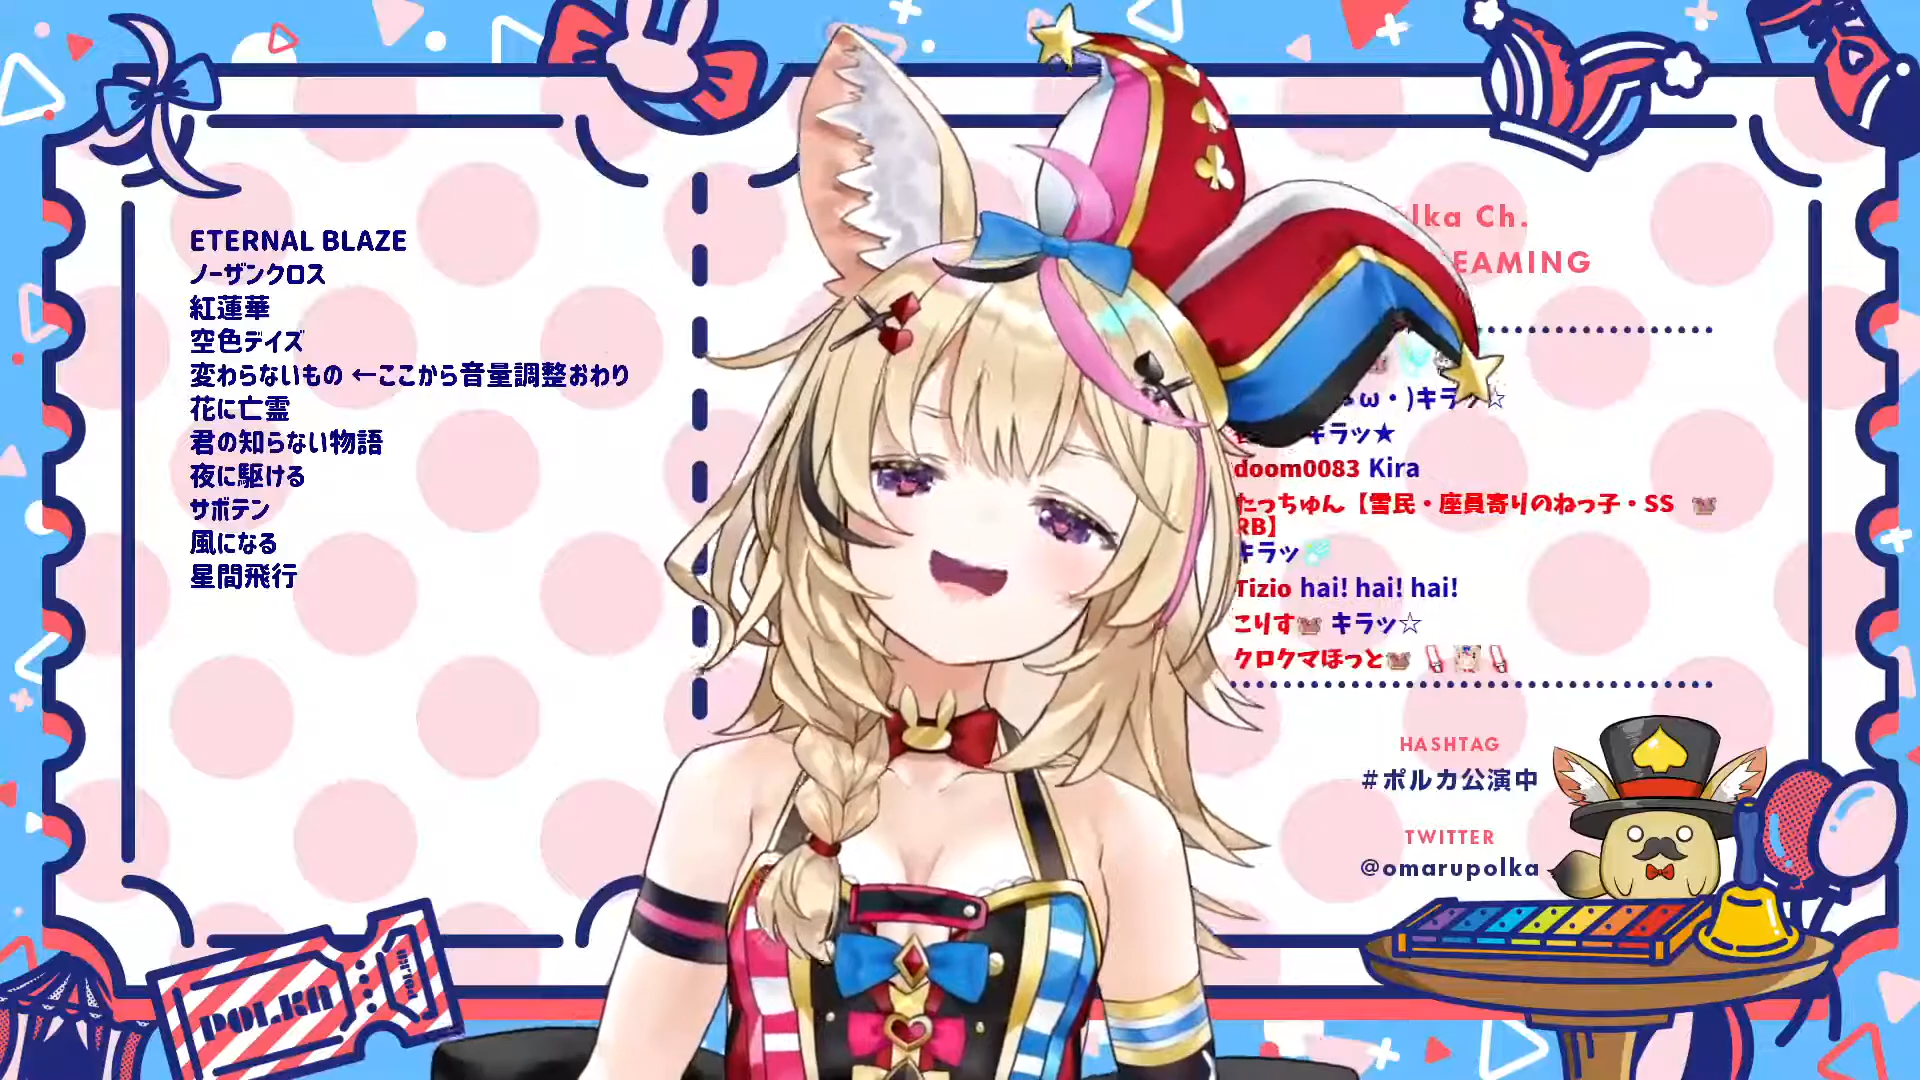 ETERNAL BLAZE
ノーザンクロス
紅蓮華
空色デイズ
変わらないもの ←ここから音量調整おわり
花に亡霊
君の知らない物語
夜に駆ける
サボテン
風になる
星間飛行
lka Ch.
EAMING
ω・)キラッ☆
キラッ★
doom0083 Kira
たっちゅん【雪民・座員寄りのねっ子・SS
RB】
キラッ
Tizio hai! hai! hai!
こりす キラッ☆
クロクマほっと
HASHTAG
#ポルカ公演中
TWITTER
@omarupolka
POLKA